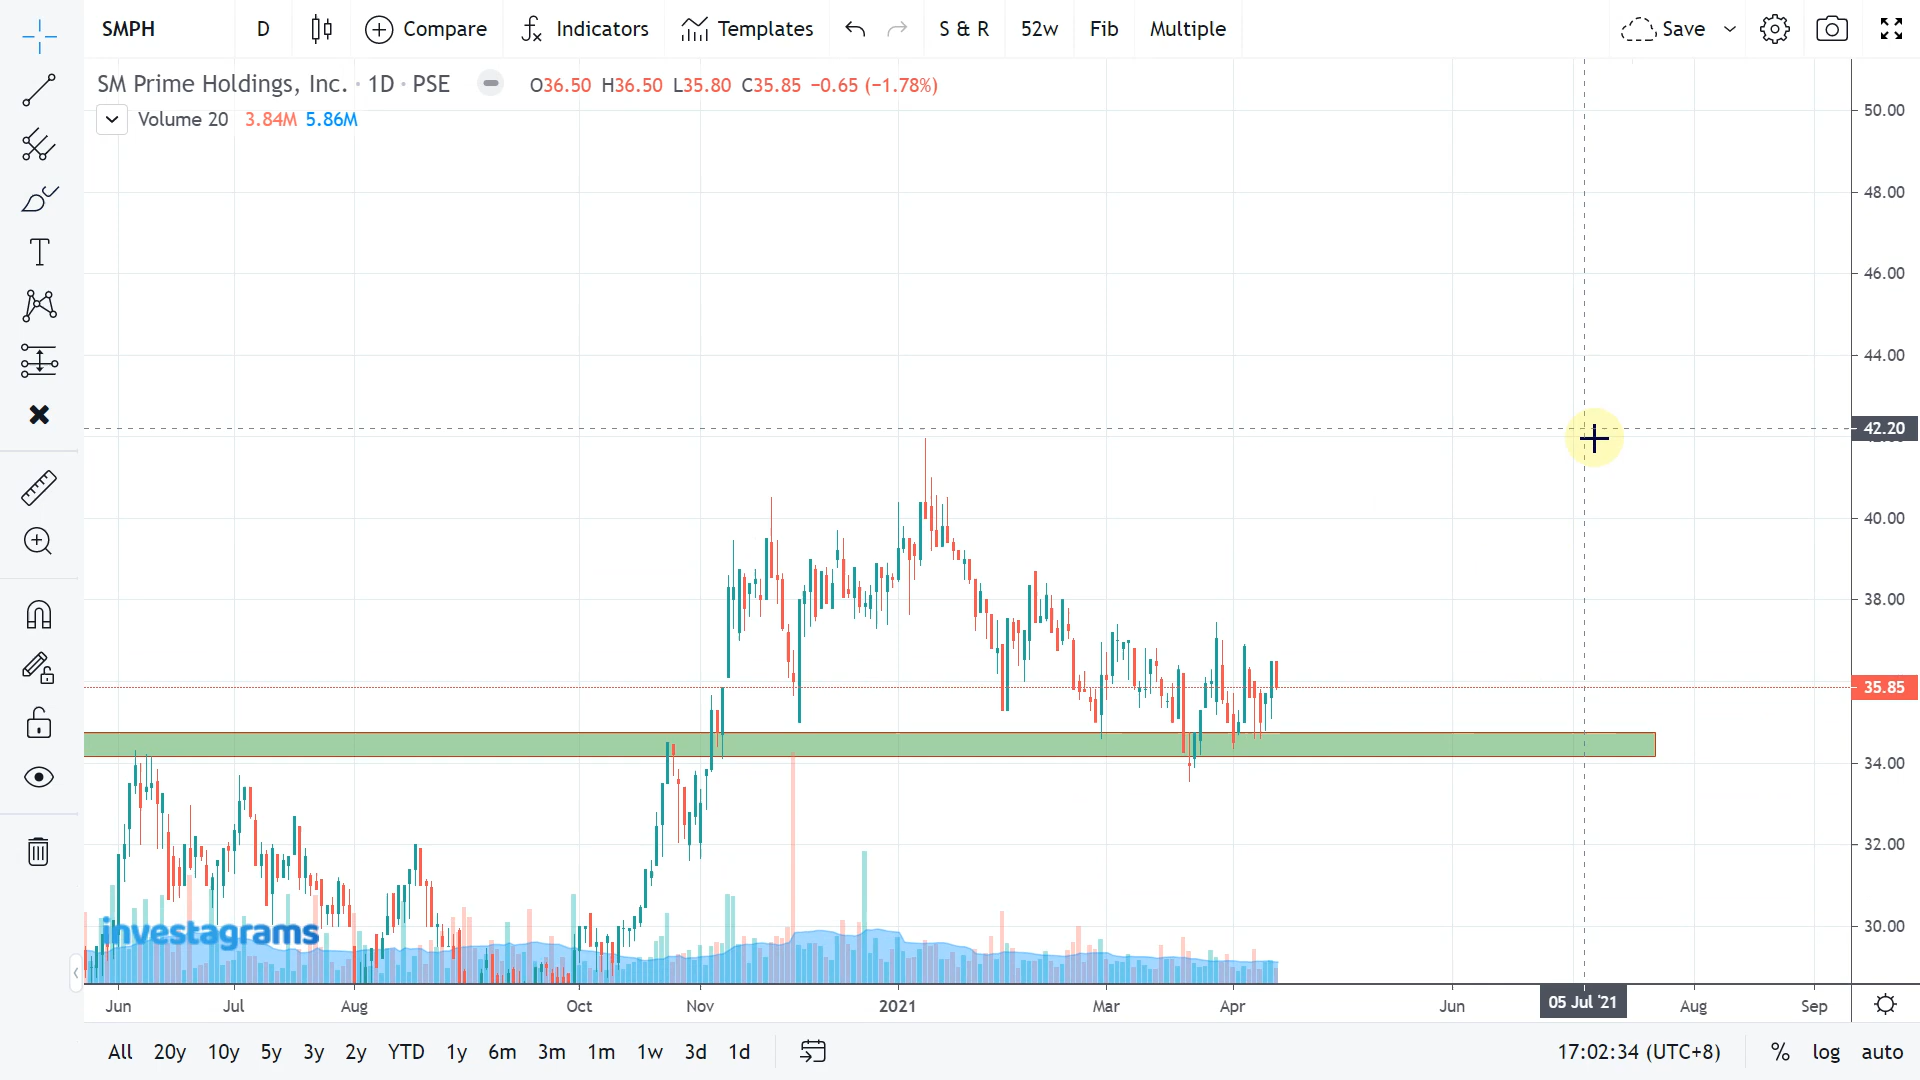 SMPH D Compare Indicators Templates S & R 52w Fib Multiple Save
SM Prime Holdings, Inc. · 1D · PSE O36.50 H36.50 L35.80 C35.85 −0.65 (−1.78%)
Volume 20 3.84M 5.86M
50.00
48.00
46.00
44.00
42.20
40.00
38.00
35.85
34.00
32.00
30.00
investagrams
Jun Jul Aug Oct Nov 2021 Mar Apr Jun 05 Jul '21 Aug Sep
All 20y 10y 5y 3y 2y YTD 1y 6m 3m 1m 1w 3d 1d 17:02:34 (UTC+8) % log auto